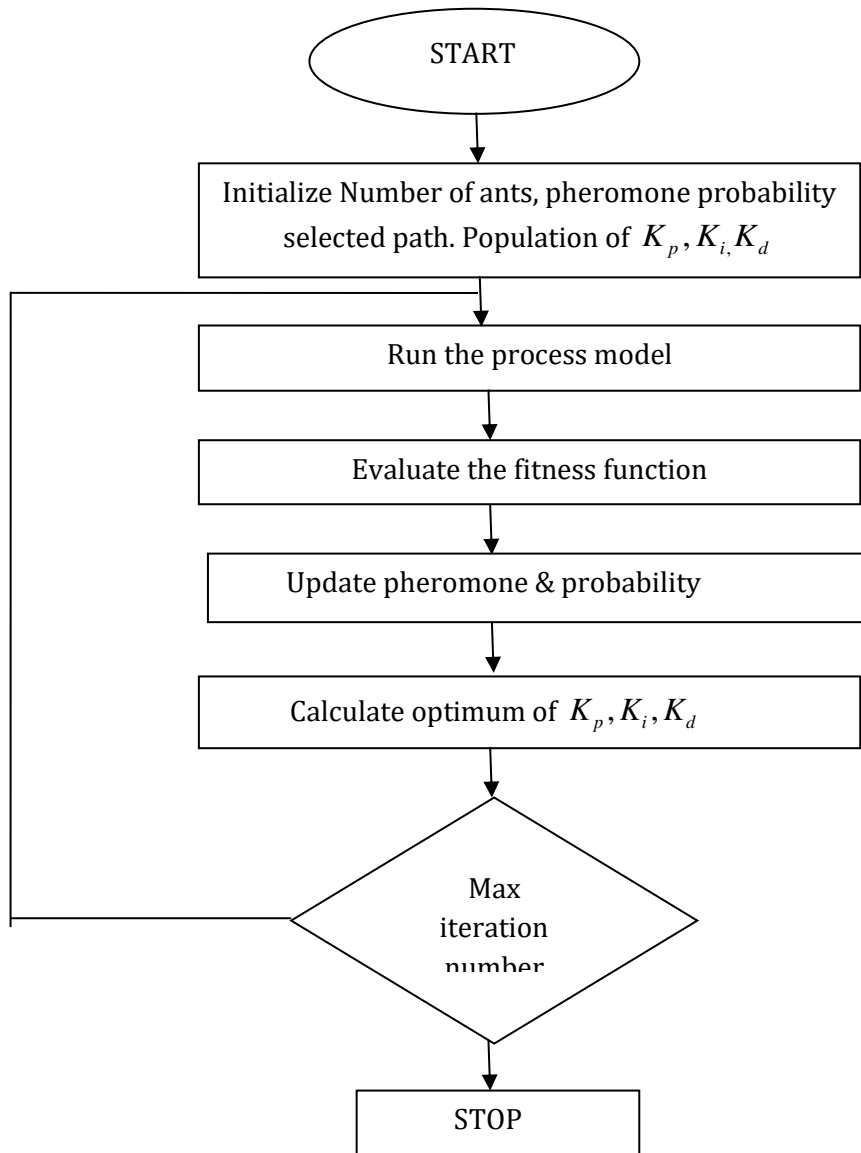 START
Initialize Number of ants, pheromone probability
selected path. Population of K_p, K_i, K_d
Run the process model
Evaluate the fitness function
Update pheromone & probability
Calculate optimum of K_p, K_i, K_d
Max
iteration
number
STOP